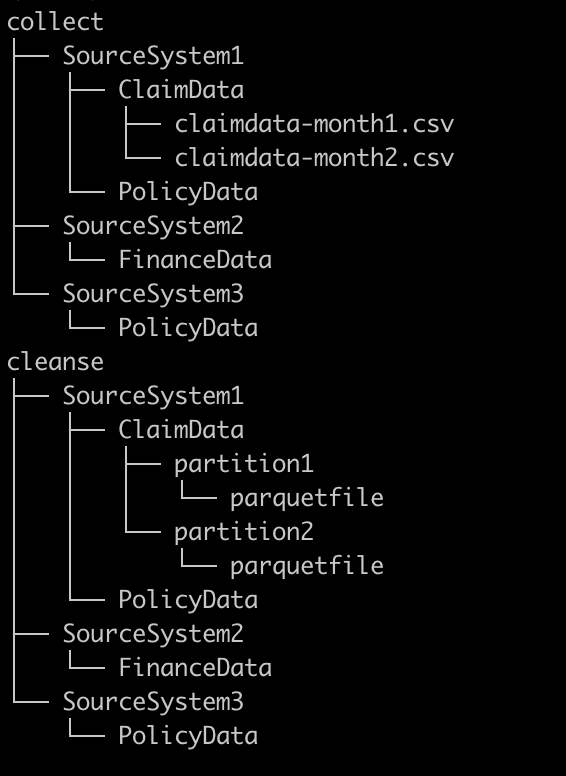 collect
├── SourceSystem1
│   ├── ClaimData
│   │   ├── claimdata-month1.csv
│   │   └── claimdata-month2.csv
│   └── PolicyData
├── SourceSystem2
│   └── FinanceData
└── SourceSystem3
    └── PolicyData
cleanse
├── SourceSystem1
│   ├── ClaimData
│   │   ├── partition1
│   │   │   └── parquetfile
│   │   └── partition2
│   │       └── parquetfile
│   └── PolicyData
├── SourceSystem2
│   └── FinanceData
└── SourceSystem3
    └── PolicyData